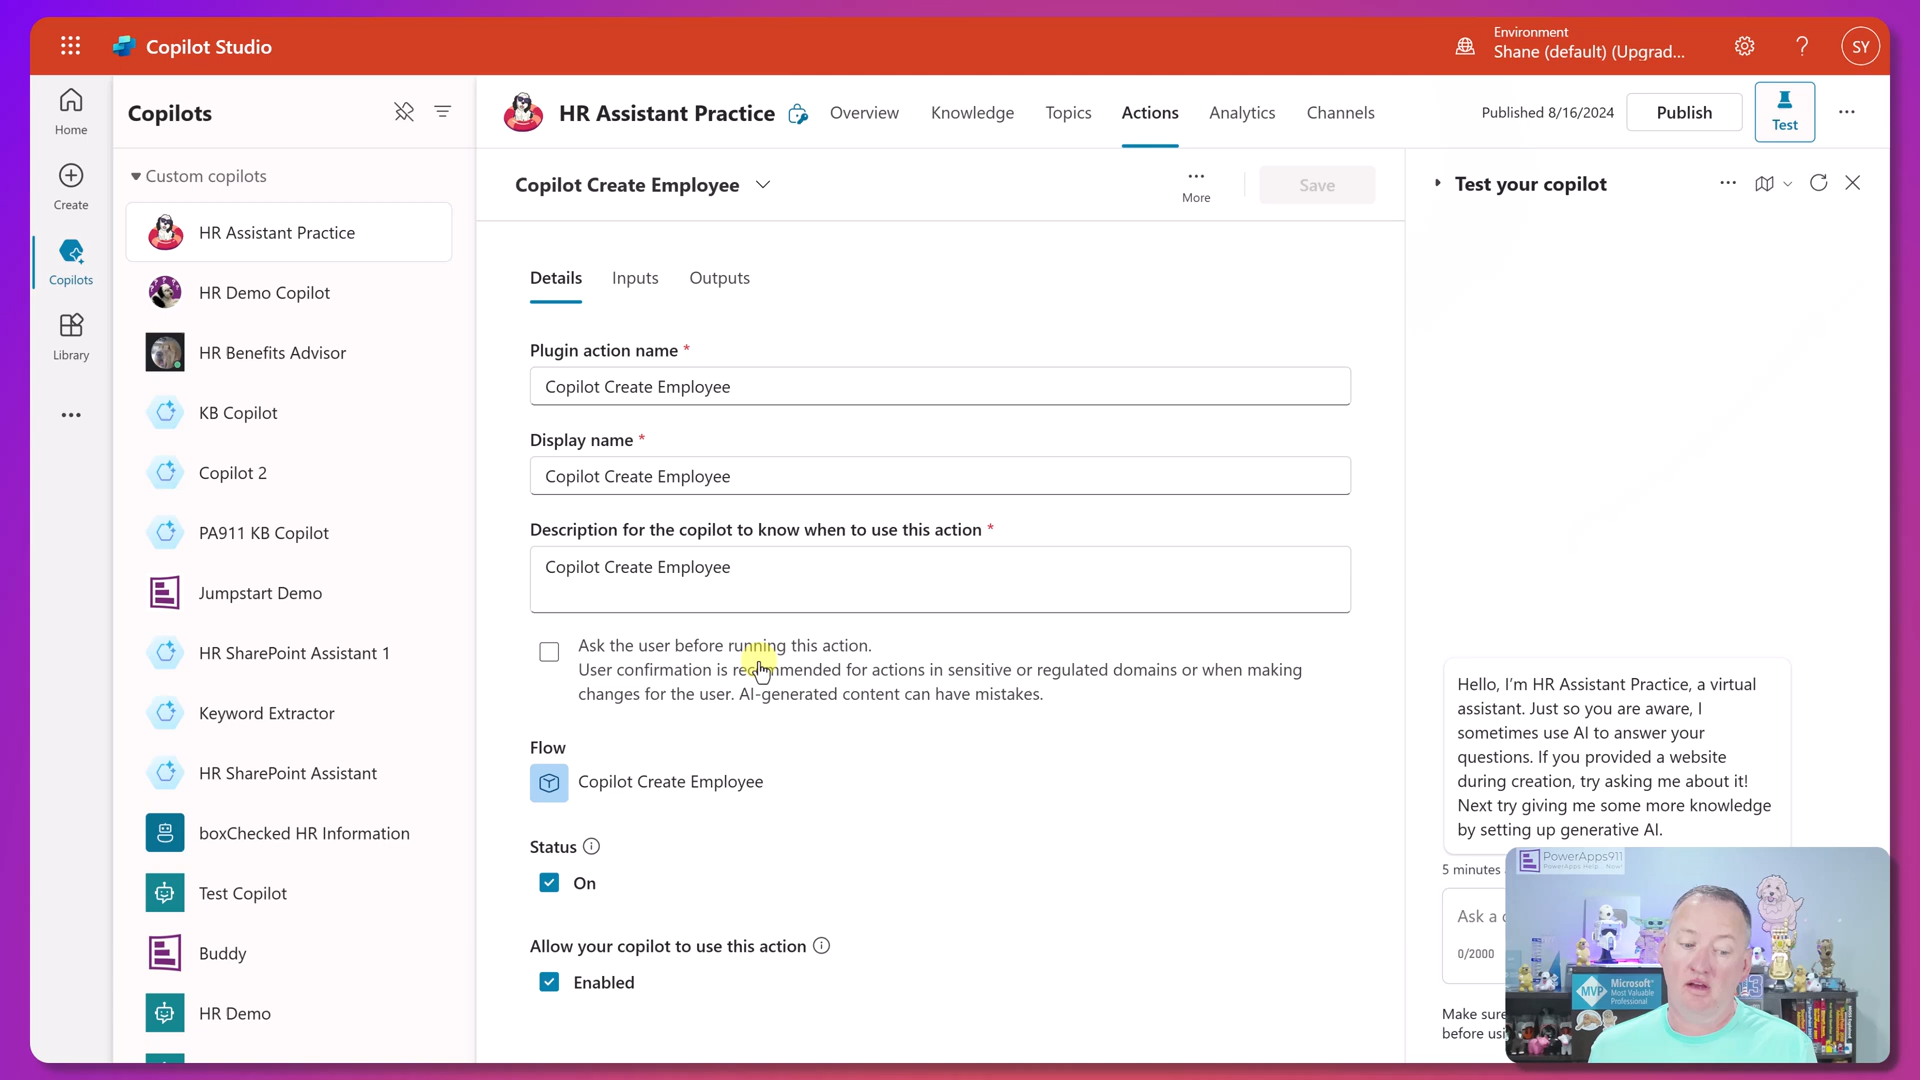 Copilot Studio
Environment
Shane (default) (Upgrad...
SY
Home
Create
Copilots
Library
Copilots
Custom copilots
HR Assistant Practice
HR Demo Copilot
HR Benefits Advisor
KB Copilot
Copilot 2
PA911 KB Copilot
Jumpstart Demo
HR SharePoint Assistant 1
Keyword Extractor
HR SharePoint Assistant
boxChecked HR Information
Test Copilot
Buddy
HR Demo
HR Assistant Practice
Overview
Knowledge
Topics
Actions
Analytics
Channels
Published 8/16/2024
Publish
Test
Copilot Create Employee
More
Save
Details
Inputs
Outputs
Plugin action name *
Copilot Create Employee
Display name *
Copilot Create Employee
Description for the copilot to know when to use this action *
Copilot Create Employee
Ask the user before running this action.
User confirmation is recommended for actions in sensitive or regulated domains or when making
changes for the user. AI-generated content can have mistakes.
Flow
Copilot Create Employee
Status
On
Allow your copilot to use this action
Enabled
Test your copilot
Hello, I'm HR Assistant Practice, a virtual
assistant. Just so you are aware, I
sometimes use AI to answer your
questions. If you provided a website
during creation, try asking me about it!
Next try giving me some more knowledge
by setting up generative AI.
5 minutes
Ask a
0/2000
Make sure
before usi
PowerApps911
PowerApps Help... Now!
MVP
Microsoft
Most Valuable
Professional